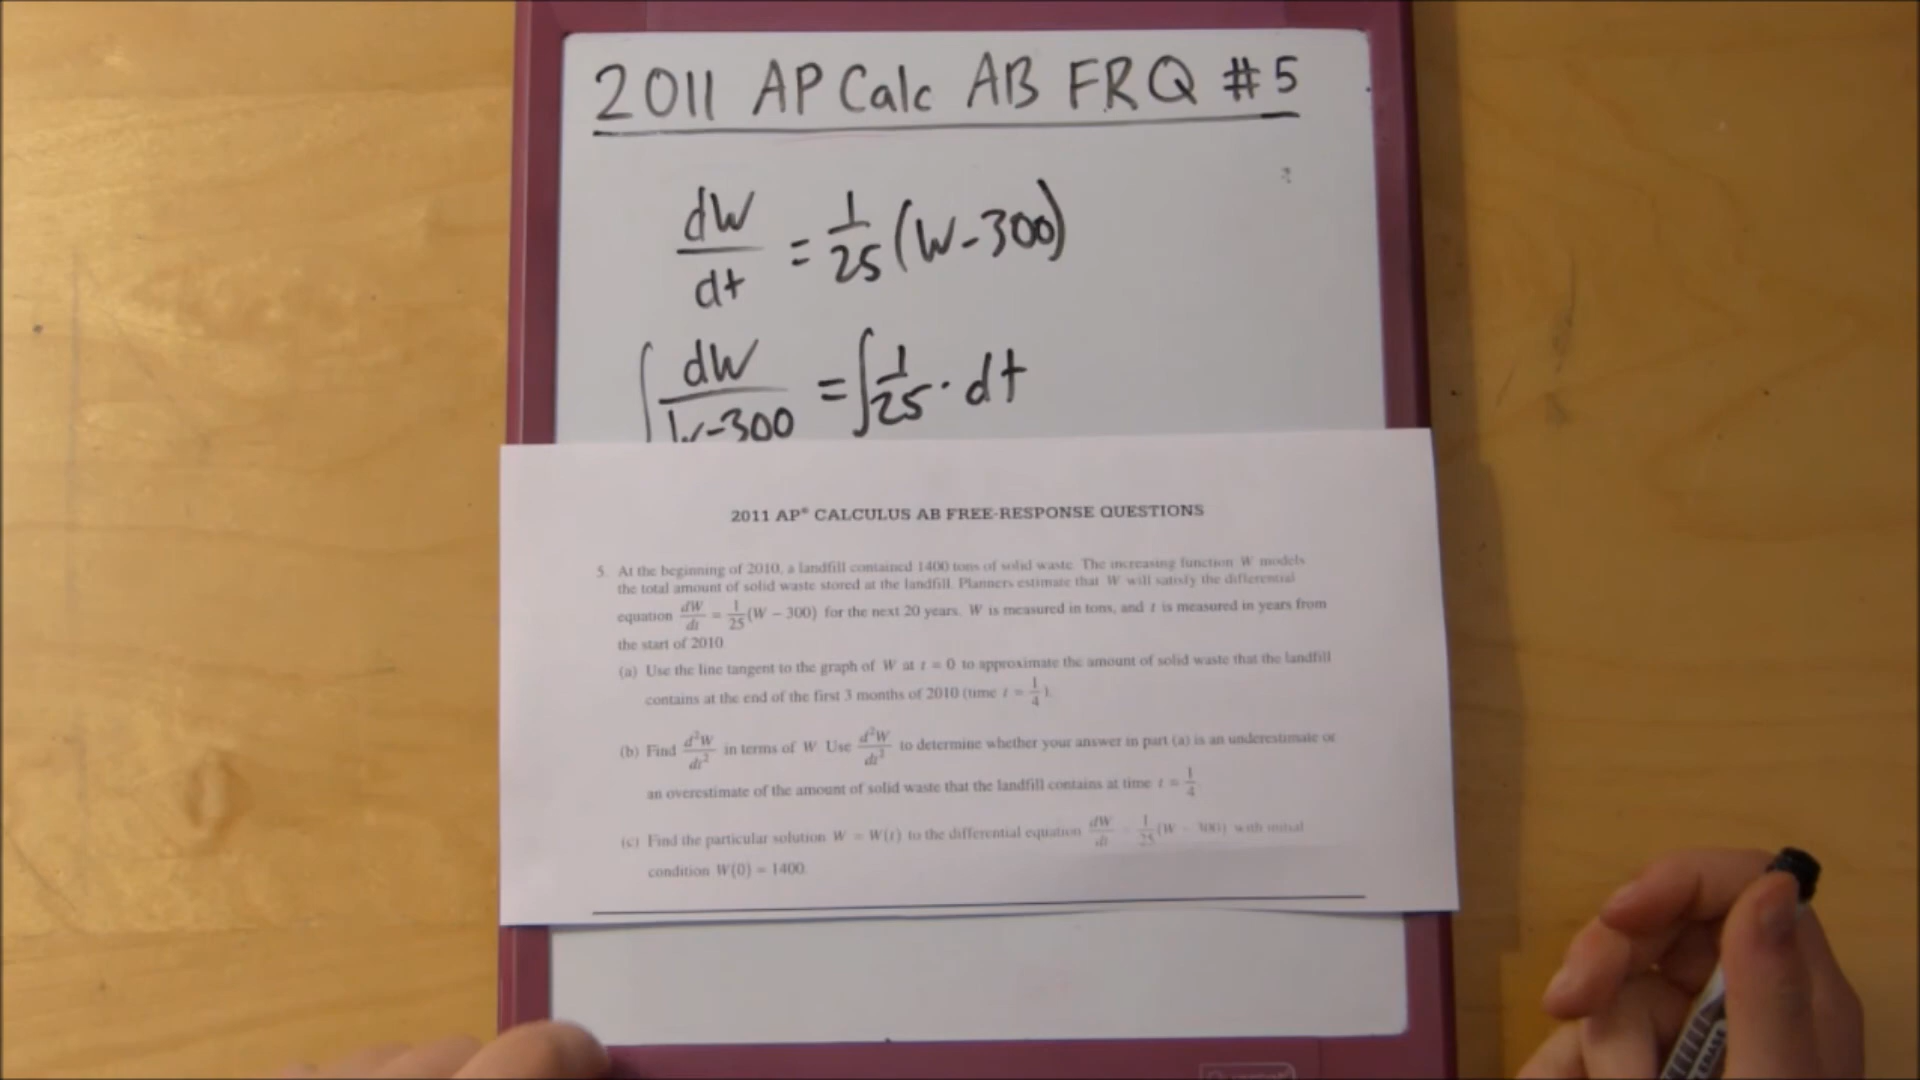 2011 AP Calc AB FRQ #5
dW/dt = 1/25 (W-300)
∫ dW/W-300 = ∫ 1/25 · dt
2011 AP® CALCULUS AB FREE-RESPONSE QUESTIONS
5. At the beginning of 2010, a landfill contained 1400 tons of solid waste. The increasing function W models
the total amount of solid waste stored at the landfill. Planners estimate that W will satisfy the differential
equation dW/dt = 1/25 (W – 300) for the next 20 years. W is measured in tons, and t is measured in years from
the start of 2010.
(a) Use the line tangent to the graph of W at t = 0 to approximate the amount of solid waste that the landfill
contains at the end of the first 3 months of 2010 (time t = 1/4).
(b) Find d²W/dt² in terms of W. Use d²W/dt² to determine whether your answer in part (a) is an underestimate or
an overestimate of the amount of solid waste that the landfill contains at time t = 1/4
(c) Find the particular solution W = W(t) to the differential equation dW/dt = 1/25 (W – 300) with initial
condition W(0) = 1400.